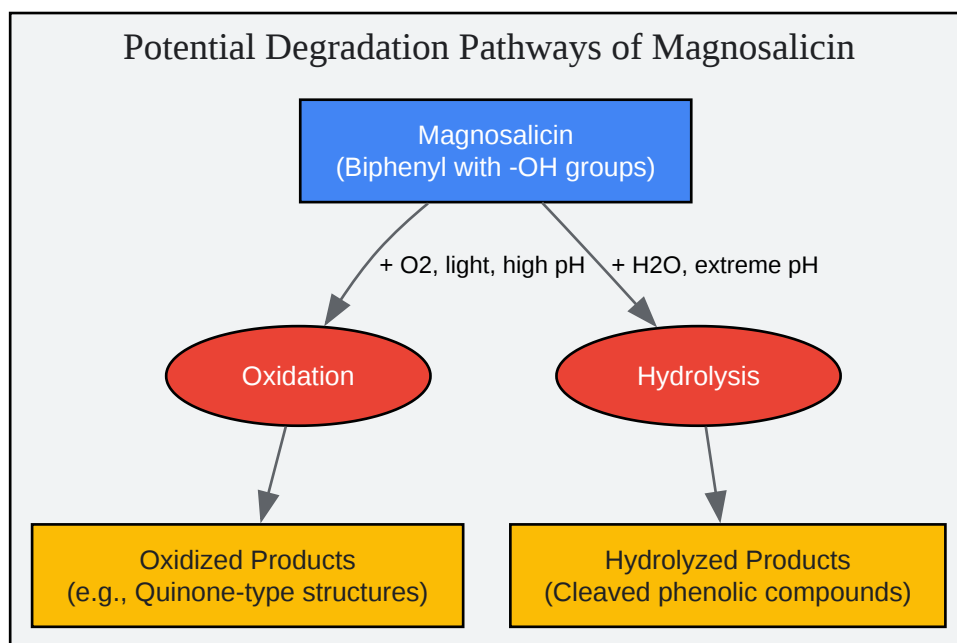 Potential Degradation Pathways of Magnosalicin
Magnosalicin
(Biphenyl with -OH groups)
+ O2, light, high pH
+ H2O, extreme pH
Oxidation
Hydrolysis
Oxidized Products
(e.g., Quinone-type structures)
Hydrolyzed Products
(Cleaved phenolic compounds)